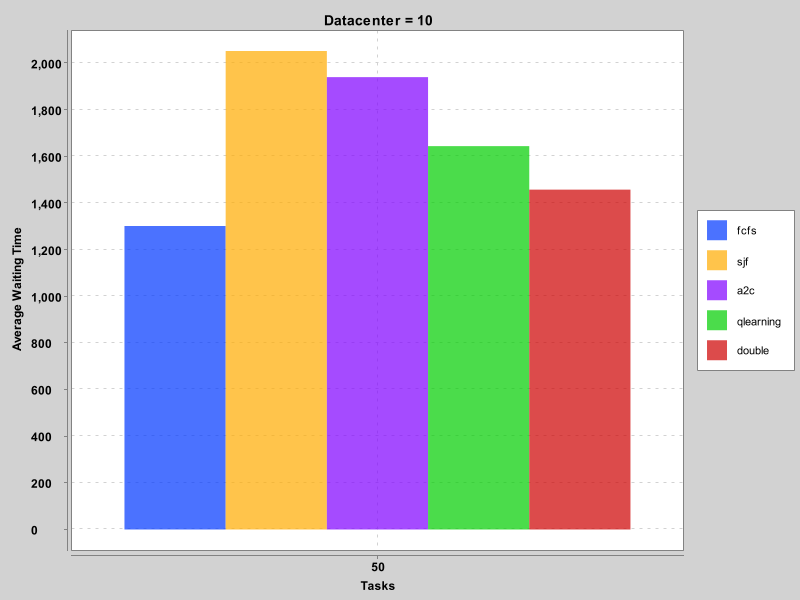 Datacenter = 10
2,000
1,800
1,600
1,400
1,200
1,000
800
600
400
200
0
Average Waiting Time
50
Tasks
fcfs
sjf
a2c
qlearning
double